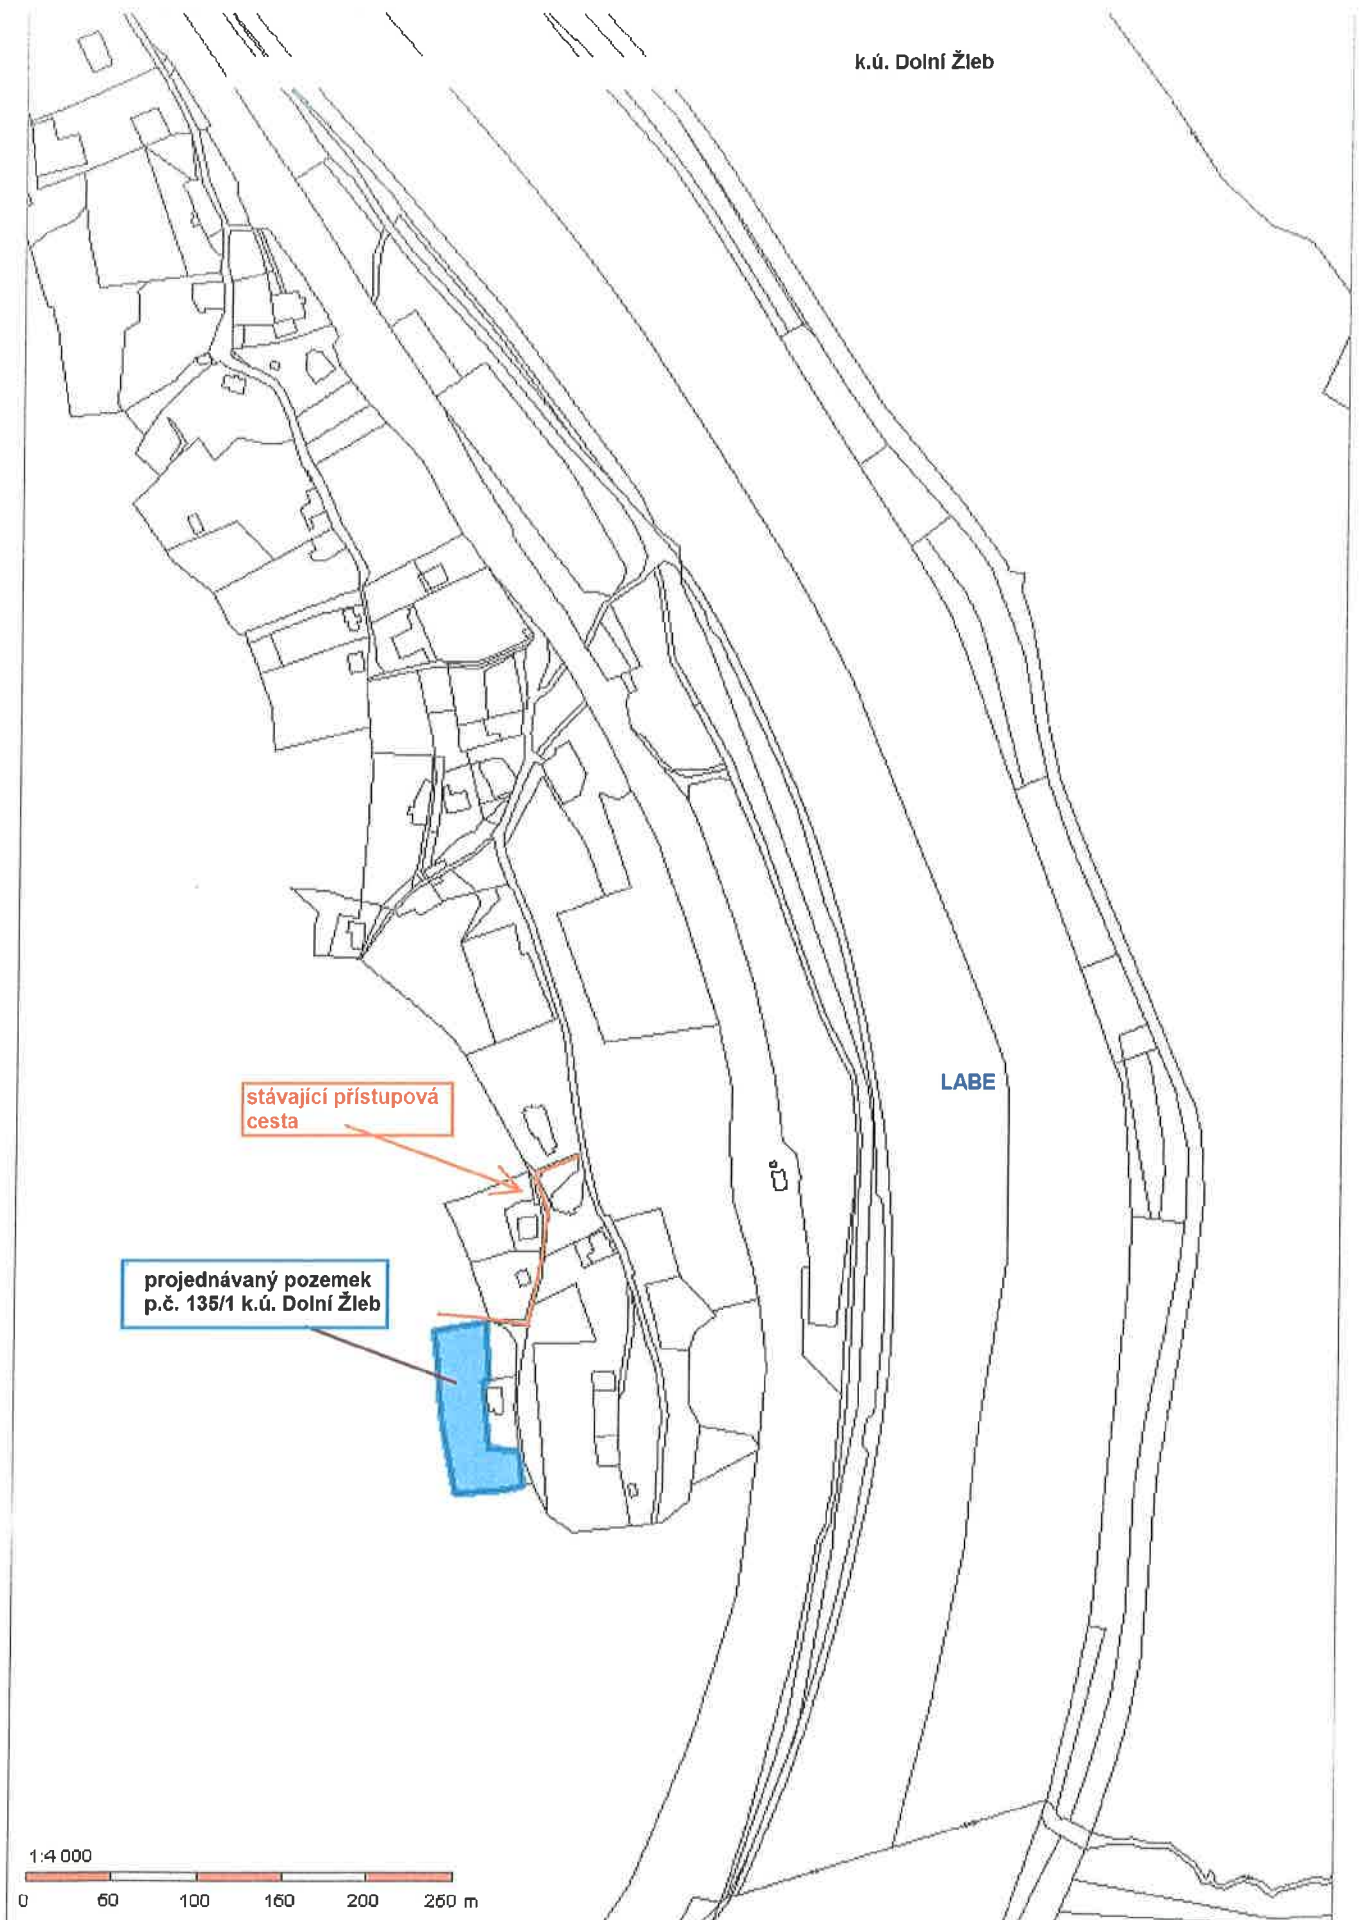 k.ú. Dolní Žleb
LABE
stávající přístupová
cesta
projednávaný pozemek
p.č. 135/1 k.ú. Dolní Žleb
1:4 000
0 50 100 150 200 250 m